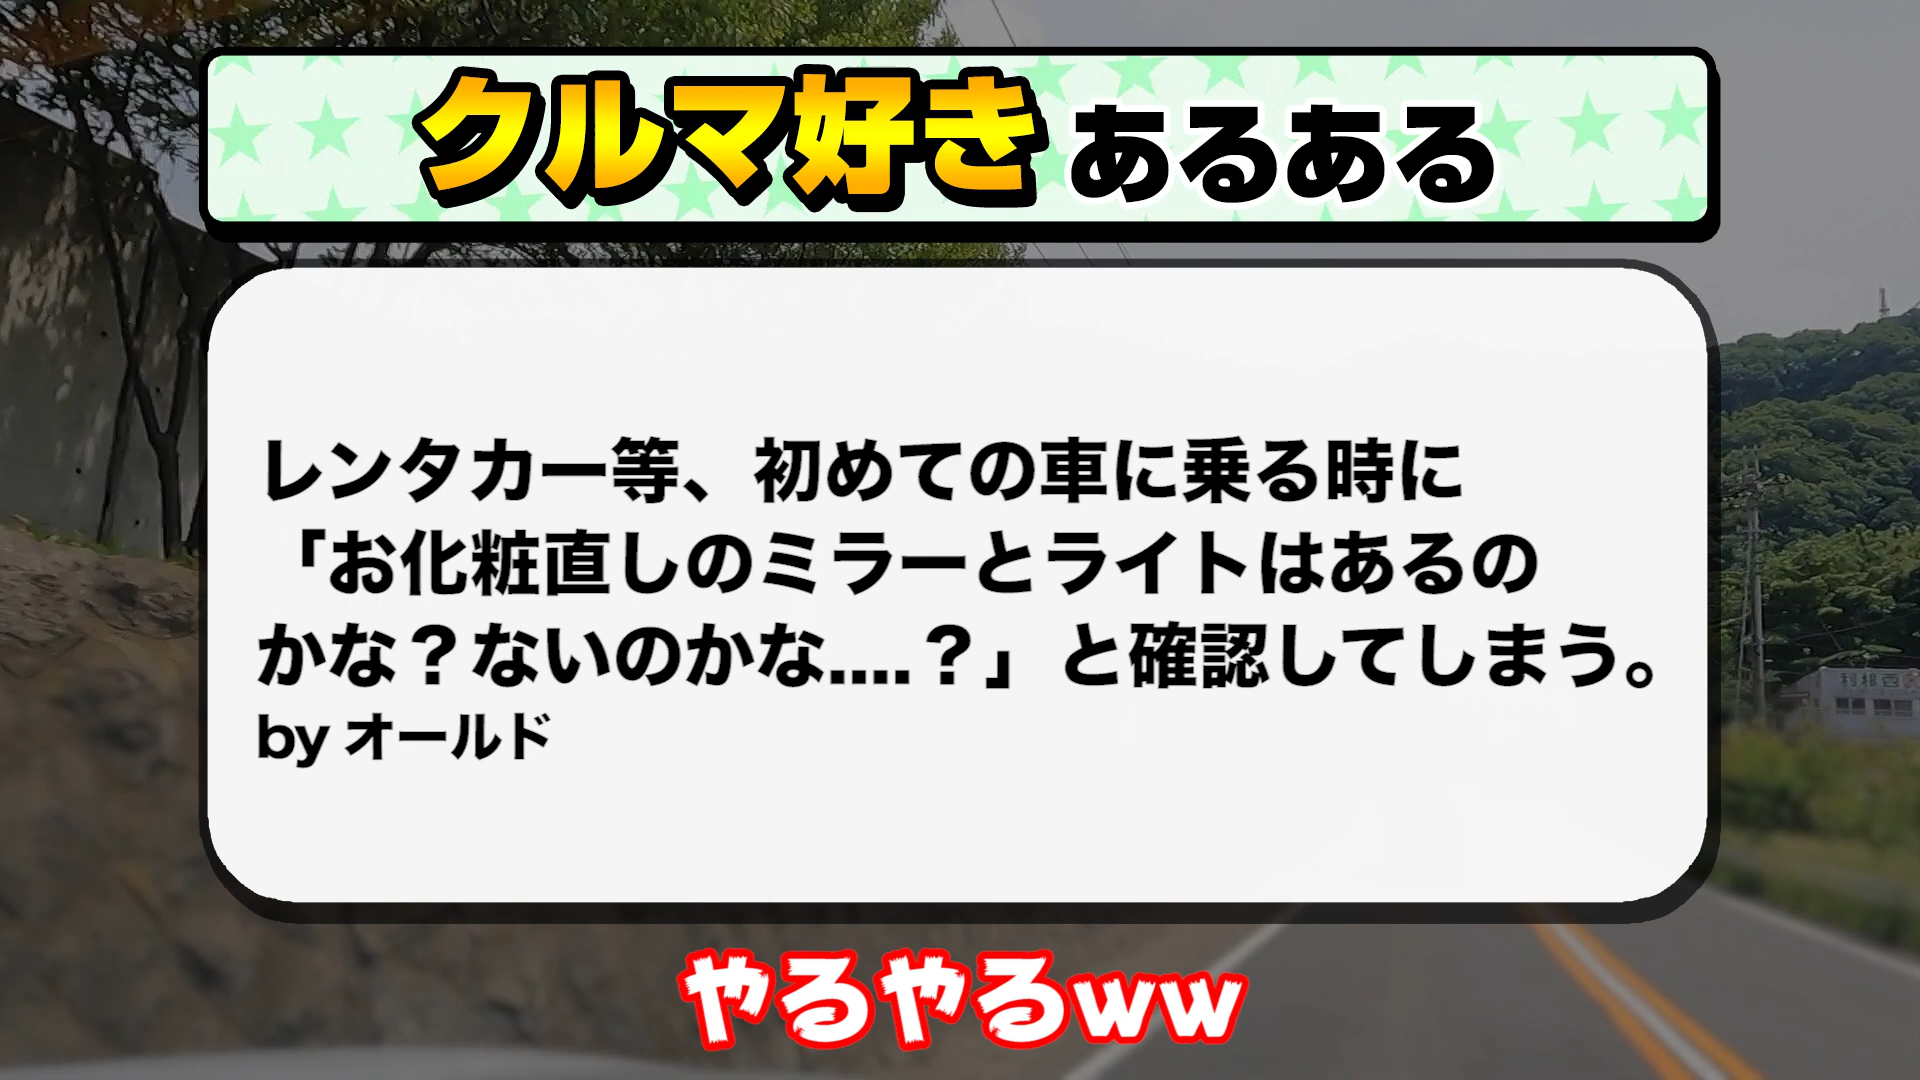 クルマ好きあるある
レンタカー等、初めての車に乗る時に
「お化粧直しのミラーとライトはあるの
かな？ないのかな....？」と確認してしまう。
by オールド
やるやるww
利根西